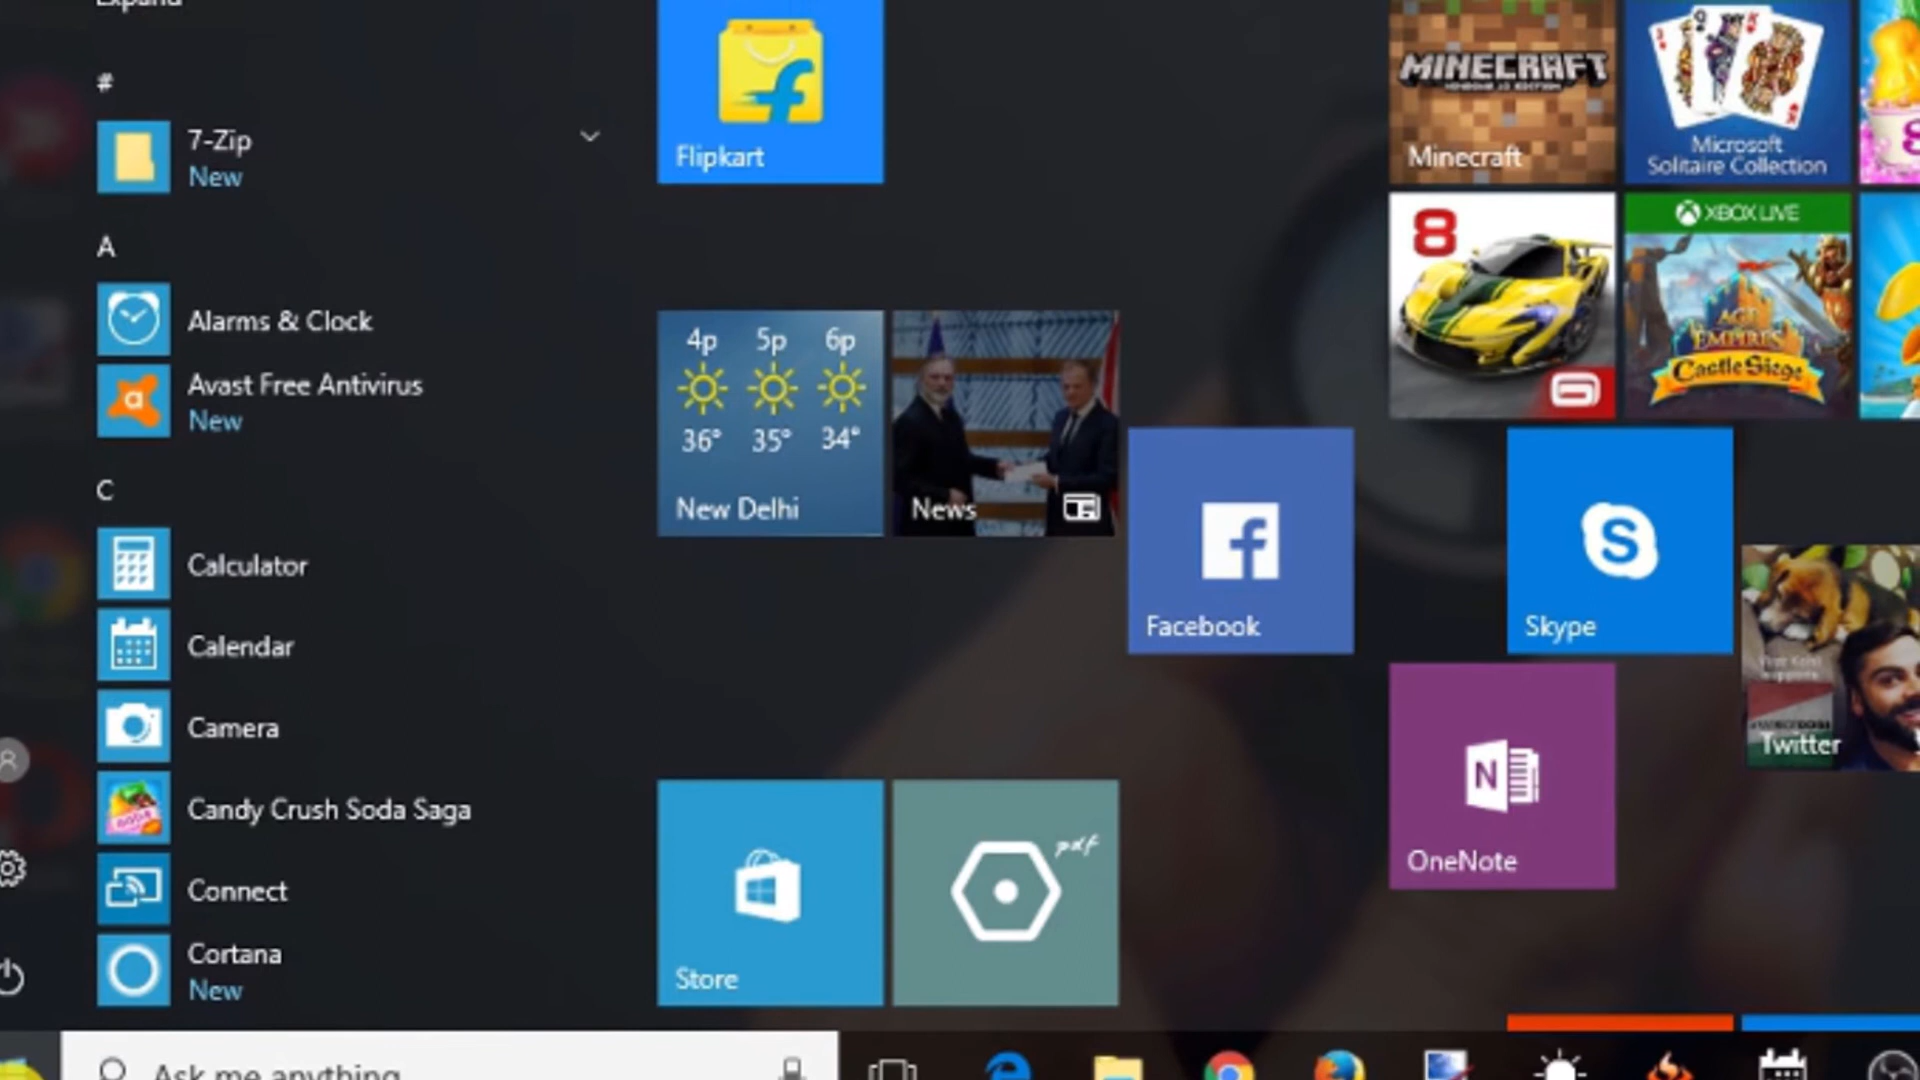 Expand
#
7-Zip
New
A
Alarms & Clock
Avast Free Antivirus
New
C
Calculator
Calendar
Camera
Candy Crush Soda Saga
Connect
Cortana
New
Flipkart
4p 5p 6p
36° 35° 34°
New Delhi
News
Facebook
Store
pdf
MINECRAFT
Minecraft
Microsoft
Solitaire Collection
8
XBOX LIVE
AGE
EMPIRES
Castle Siege
Skype
Twitter
N
OneNote
Ask me anything